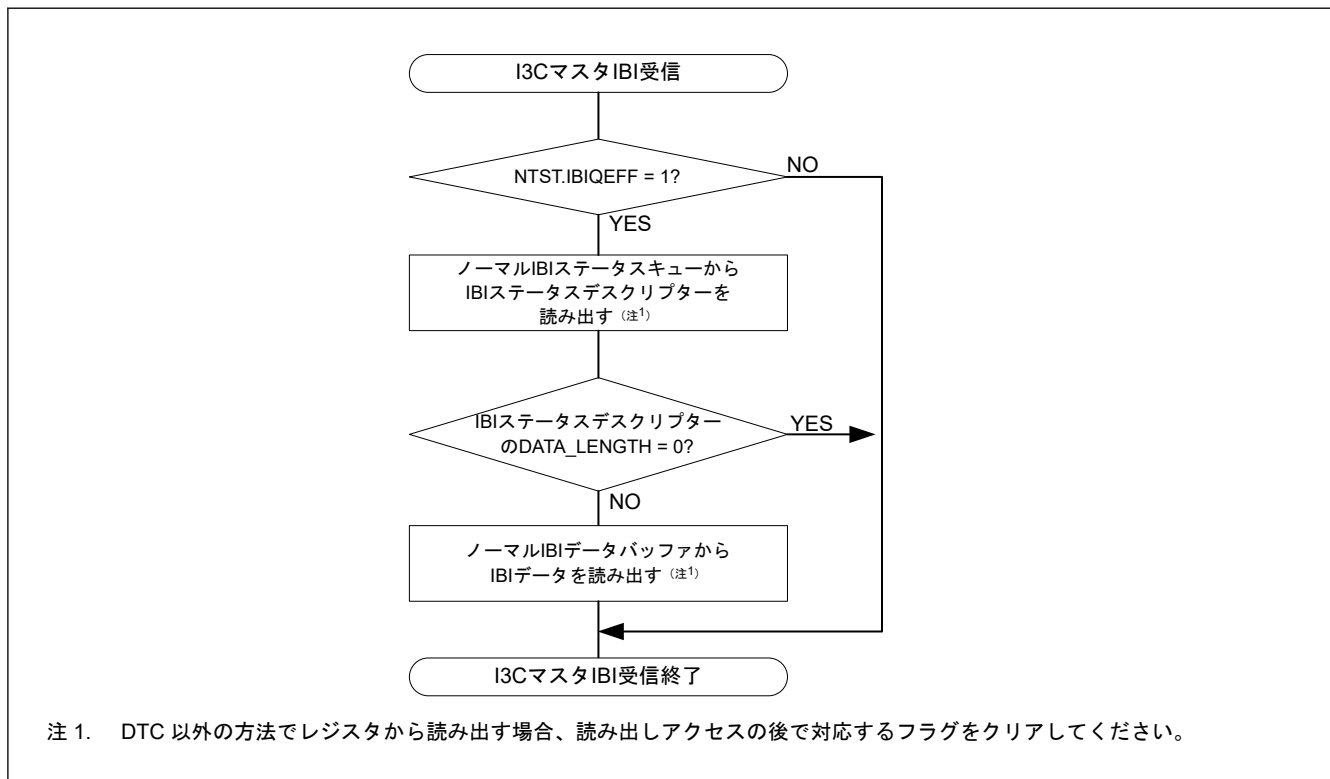 I3CマスタIBI受信
NTST.IBIQEFF = 1?
NO
YES
ノーマルIBIステータスキューから
IBIステータスデスクリプターを
読み出す（注1）
IBIステータスデスクリプター
のDATA_LENGTH = 0?
YES
NO
ノーマルIBIデータバッファから
IBIデータを読み出す（注1）
I3CマスタIBI受信終了
注 1. DTC 以外の方法でレジスタから読み出す場合、読み出しアクセスの後で対応するフラグをクリアしてください。